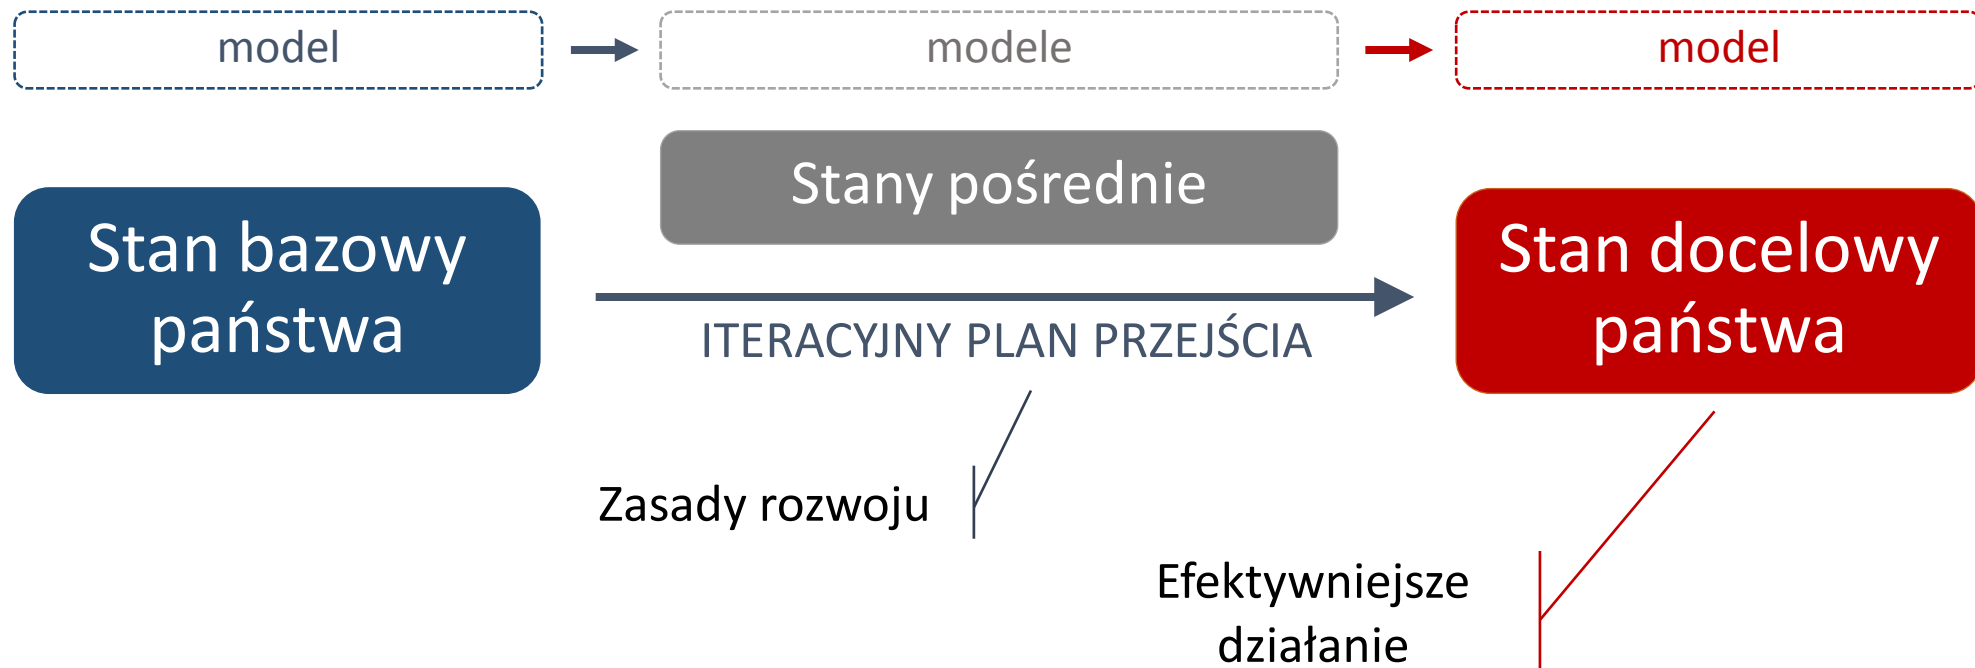 model
modele
model
Stany pośrednie
Stan bazowy
państwa
Stan docelowy
państwa
ITERACYJNY PLAN PRZEJŚCIA
Zasady rozwoju
Efektywniejsze
działanie